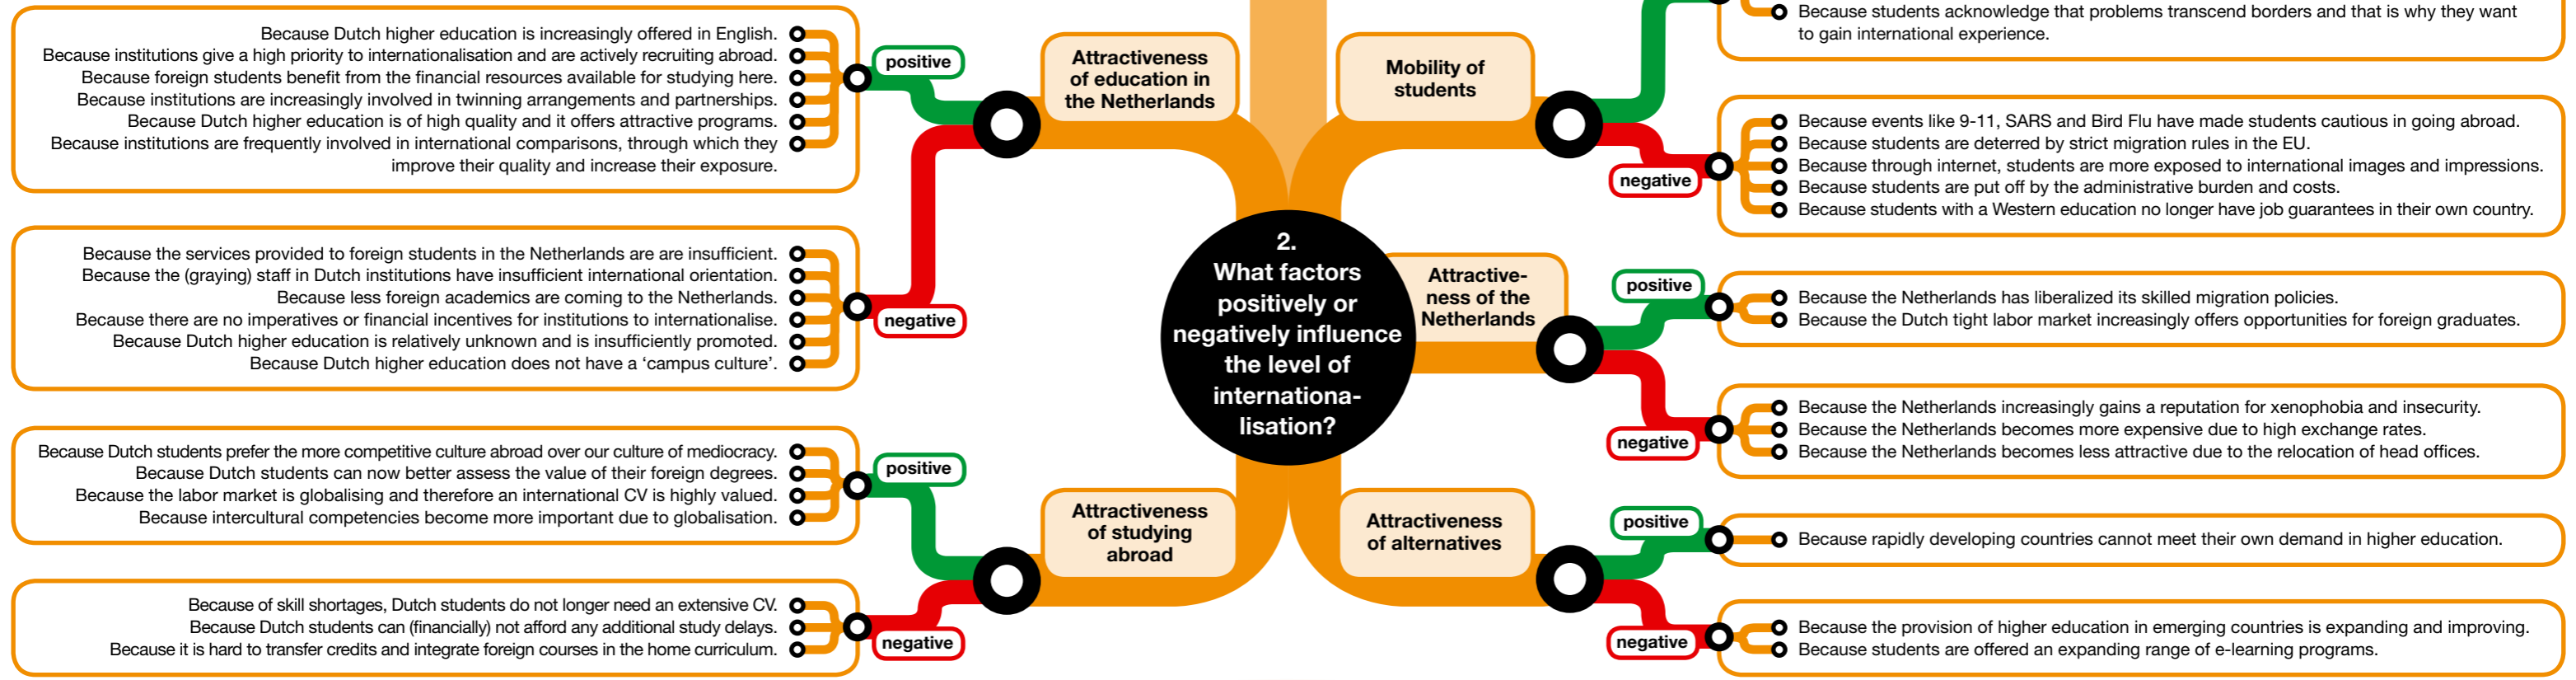 Because Dutch higher education is increasingly offered in English.
Because institutions give a high priority to internationalisation and are actively recruiting abroad.
Because foreign students benefit from the financial resources available for studying here.
Because institutions are increasingly involved in twinning arrangements and partnerships.
Because Dutch higher education is of high quality and it offers attractive programs.
Because institutions are frequently involved in international comparisons, through which they
improve their quality and increase their exposure.
positive
Attractiveness
of education in
the Netherlands
Because the services provided to foreign students in the Netherlands are are insufficient.
Because the (graying) staff in Dutch institutions have insufficient international orientation.
Because less foreign academics are coming to the Netherlands.
Because there are no imperatives or financial incentives for institutions to internationalise.
Because Dutch higher education is relatively unknown and is insufficiently promoted.
Because Dutch higher education does not have a ‘campus culture’.
negative
Because Dutch students prefer the more competitive culture abroad over our culture of mediocracy.
Because Dutch students can now better assess the value of their foreign degrees.
Because the labor market is globalising and therefore an international CV is highly valued.
Because intercultural competencies become more important due to globalisation.
positive
Attractiveness
of studying
abroad
Because of skill shortages, Dutch students do not longer need an extensive CV.
Because Dutch students can (financially) not afford any additional study delays.
Because it is hard to transfer credits and integrate foreign courses in the home curriculum.
negative
2.
What factors
positively or
negatively influence
the level of
internationa-
lisation?
Mobility of
students
Because students acknowledge that problems transcend borders and that is why they want
to gain international experience.
negative
Because events like 9-11, SARS and Bird Flu have made students cautious in going abroad.
Because students are deterred by strict migration rules in the EU.
Because through internet, students are more exposed to international images and impressions.
Because students are put off by the administrative burden and costs.
Because students with a Western education no longer have job guarantees in their own country.
Attractive-
ness of the
Netherlands
positive
Because the Netherlands has liberalized its skilled migration policies.
Because the Dutch tight labor market increasingly offers opportunities for foreign graduates.
negative
Because the Netherlands increasingly gains a reputation for xenophobia and insecurity.
Because the Netherlands becomes more expensive due to high exchange rates.
Because the Netherlands becomes less attractive due to the relocation of head offices.
Attractiveness
of alternatives
positive
Because rapidly developing countries cannot meet their own demand in higher education.
negative
Because the provision of higher education in emerging countries is expanding and improving.
Because students are offered an expanding range of e-learning programs.